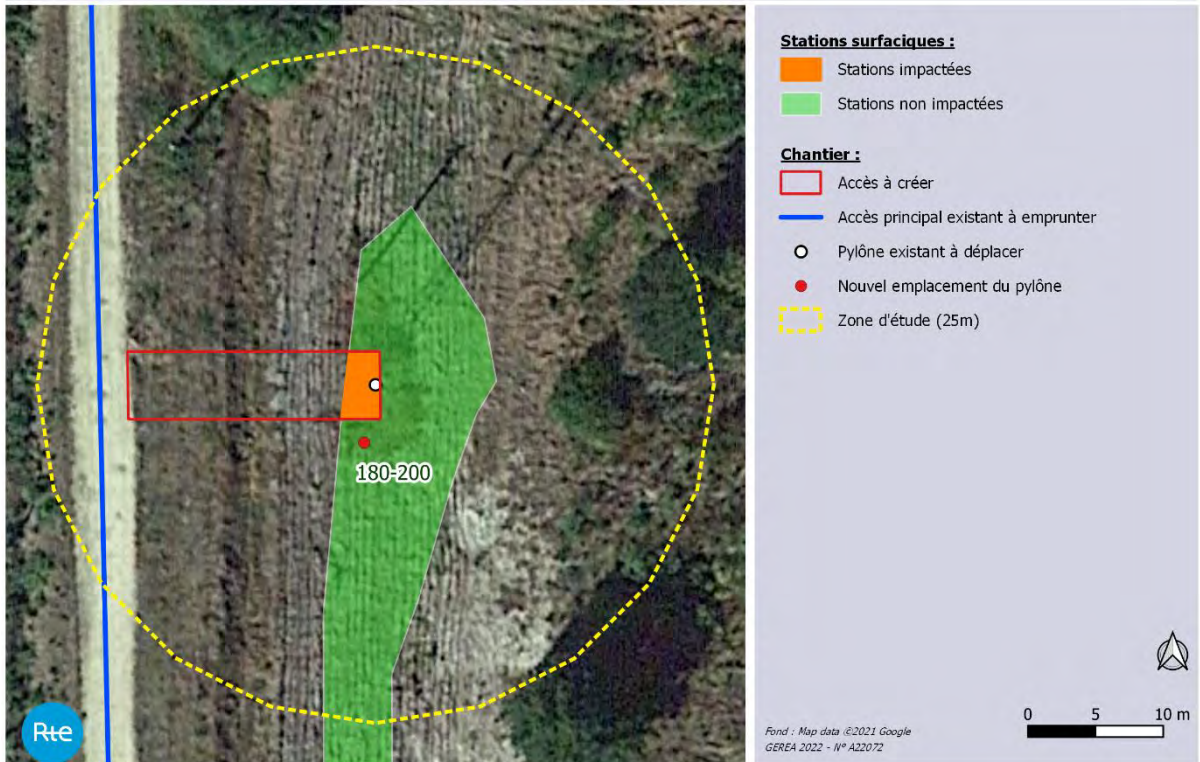 180-200
Rte
Stations surfaciques :
Stations impactées
Stations non impactées
Chantier :
Accès à créer
Accès principal existant à emprunter
Pylône existant à déplacer
Nouvel emplacement du pylône
Zone d'étude (25m)
0 5 10 m
Fond : Map data ©2021 Google
GEREA 2022 - N° A22072